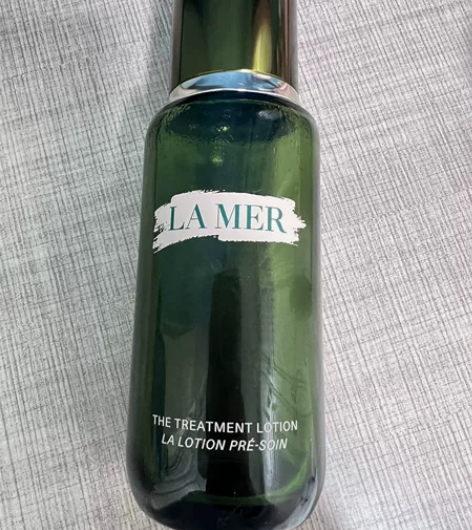 LA MER
THE TREATMENT LOTION
LA LOTION PRÉ-SOIN